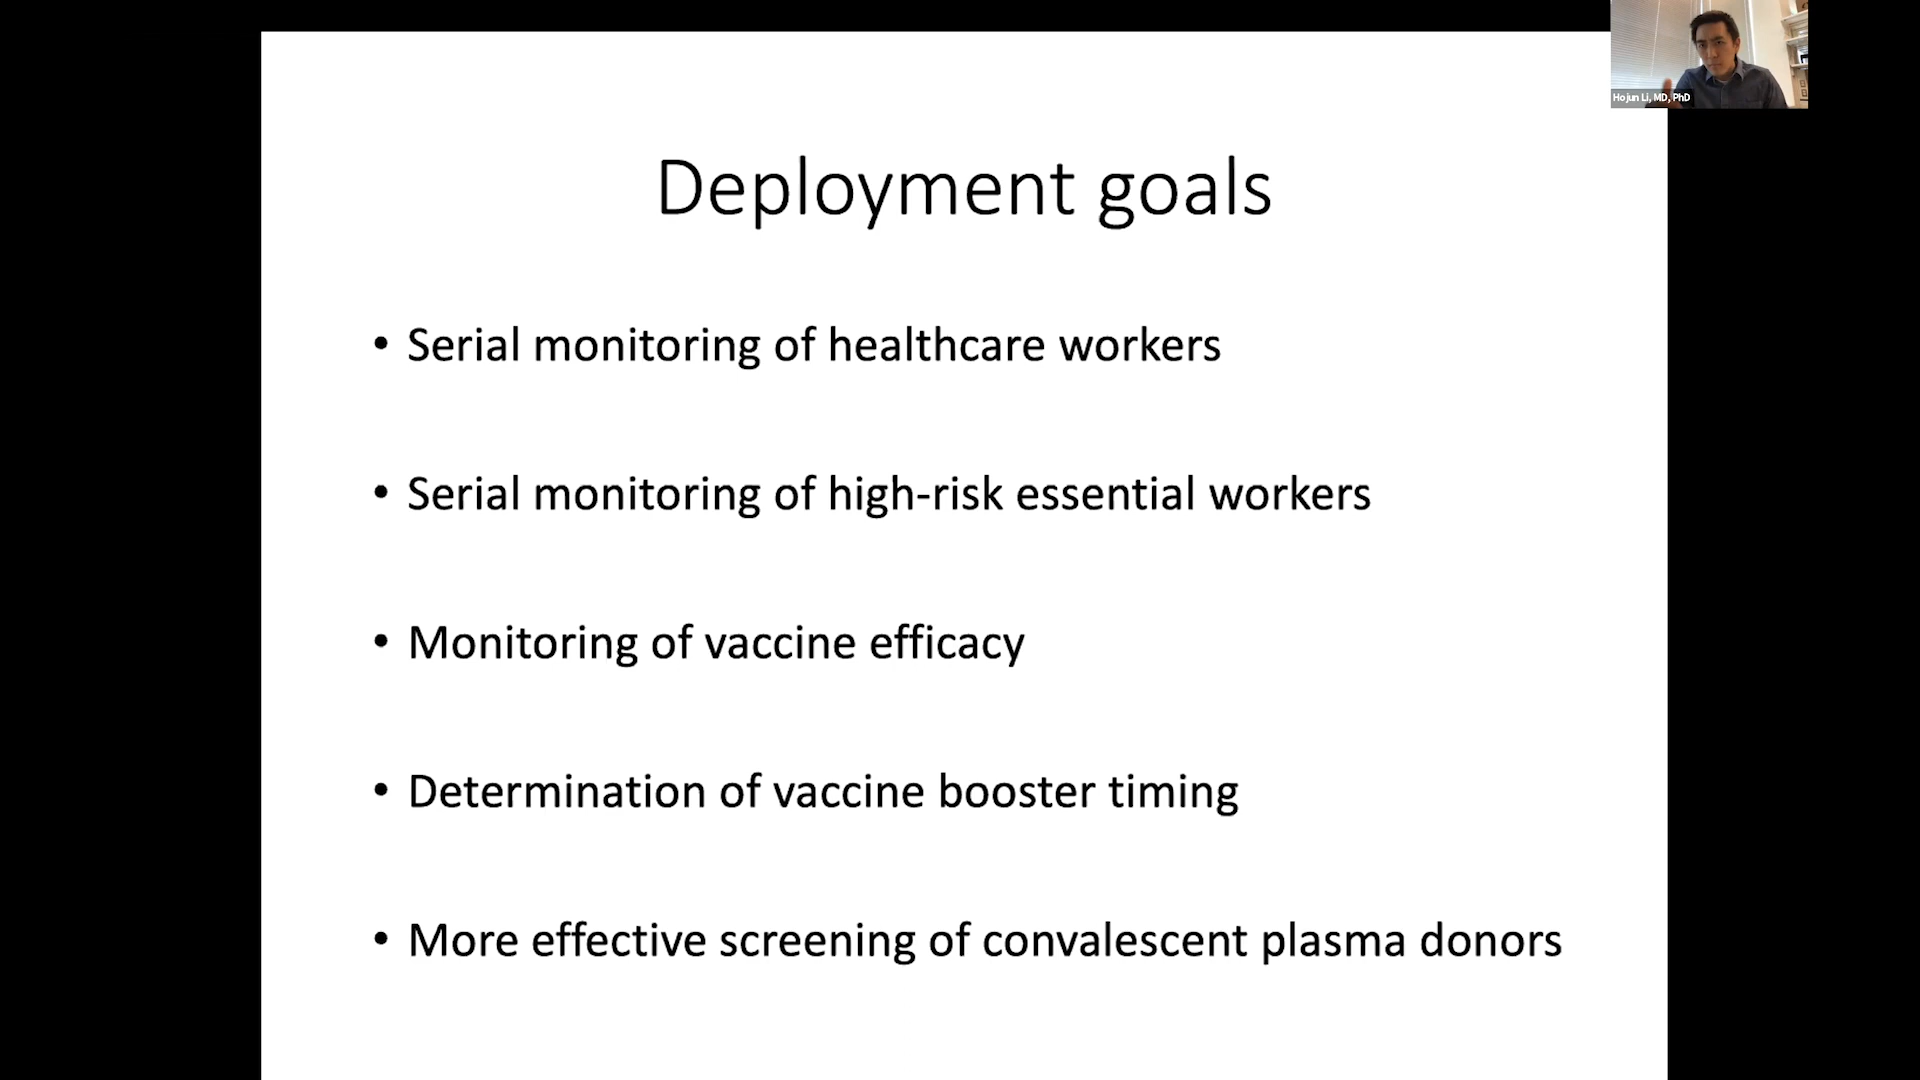 Hojun Li, MD, PhD
Deployment goals
• Serial monitoring of healthcare workers
• Serial monitoring of high-risk essential workers
• Monitoring of vaccine efficacy
• Determination of vaccine booster timing
• More effective screening of convalescent plasma donors